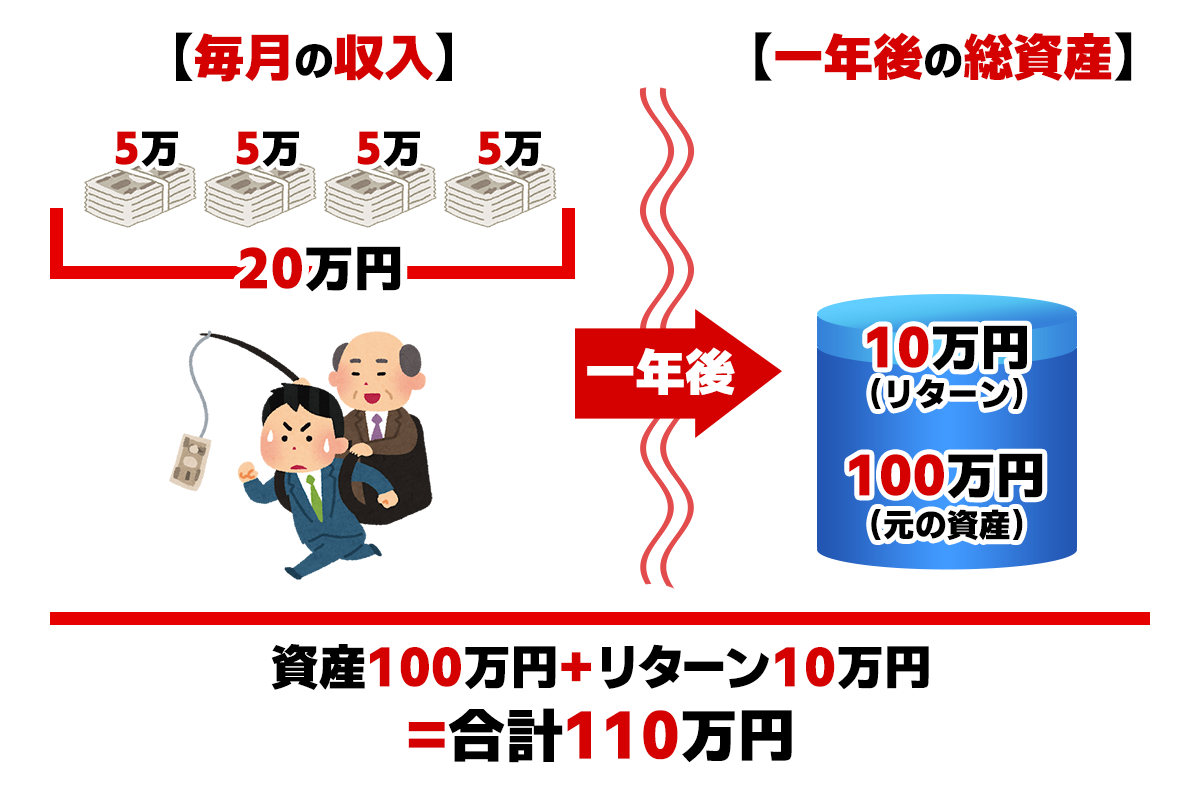 【毎月の収入】
【一年後の総資産】
5万 5万 5万 5万
20万円
一年後
10万円
(リターン)
100万円
(元の資産)
資産100万円+リターン10万円
=合計110万円